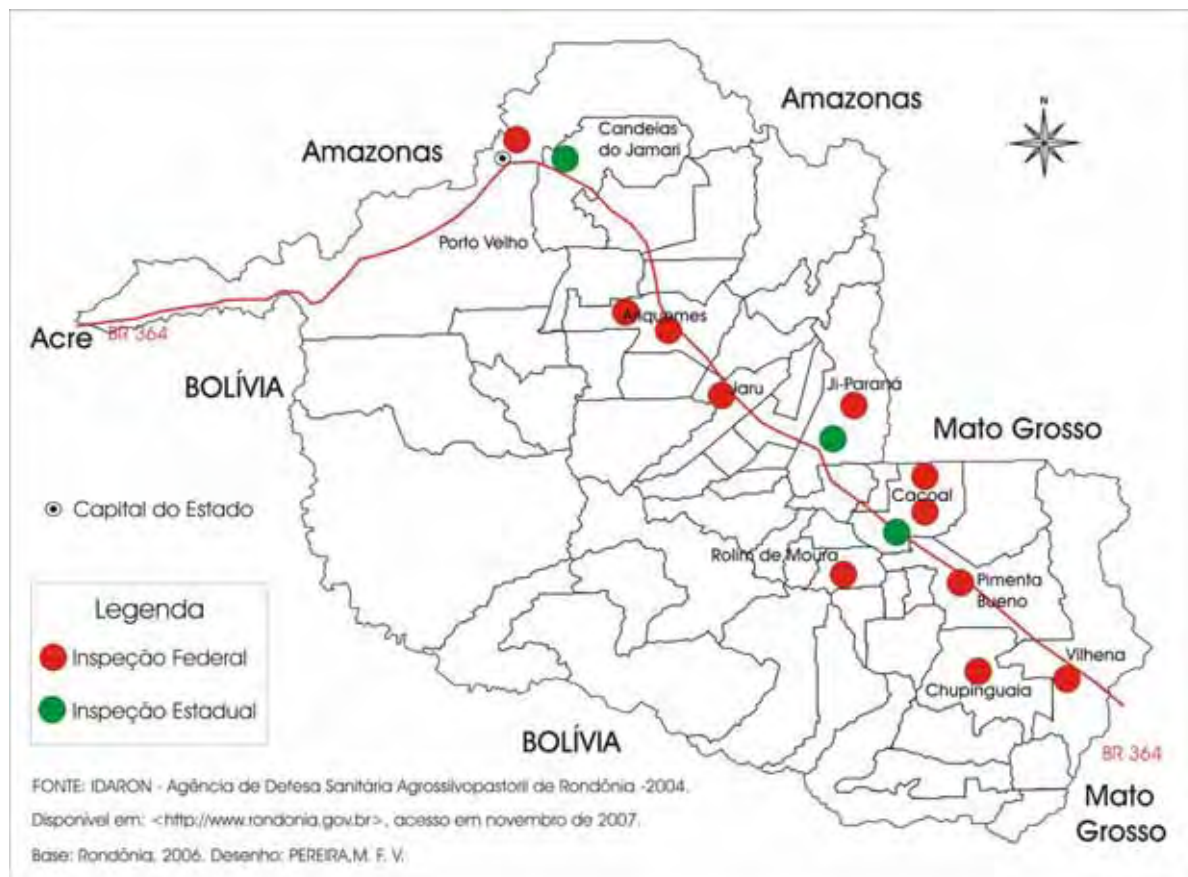 Amazonas
N
Candeias
do Jamari
Amazonas
Porto Velho
Acre
BR 364
BOLÍVIA
Ariquemes
Jaru
Ji-Paraná
Mato Grosso
Cacoal
Capital do Estado
Rolim de Moura
Pimenta
Bueno
Vilhena
Chupinguaia
Legenda
Inspeção Federal
Inspeção Estadual
BOLÍVIA
BR 364
Mato
Grosso
FONTE: IDARON - Agência de Defesa Sanitária Agrossilvopastoril de Rondônia -2004.
Disponível em: <http://www.rondonia.gov.br>, acesso em novembro de 2007.
Base: Rondônia, 2006. Desenho: PEREIRA,M. F. V.